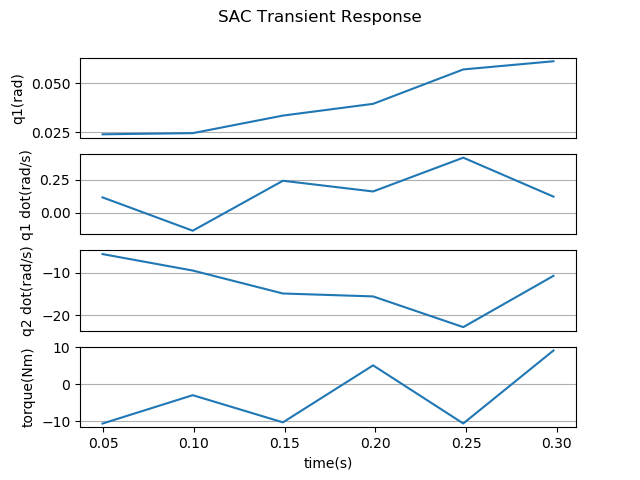 SAC Transient Response
q1(rad)
0.050
0.025
q1 dot(rad/s)
0.25
0.00
q2 dot(rad/s)
−10
−20
torque(Nm)
10
0
−10
0.05 0.10 0.15 0.20 0.25 0.30
time(s)